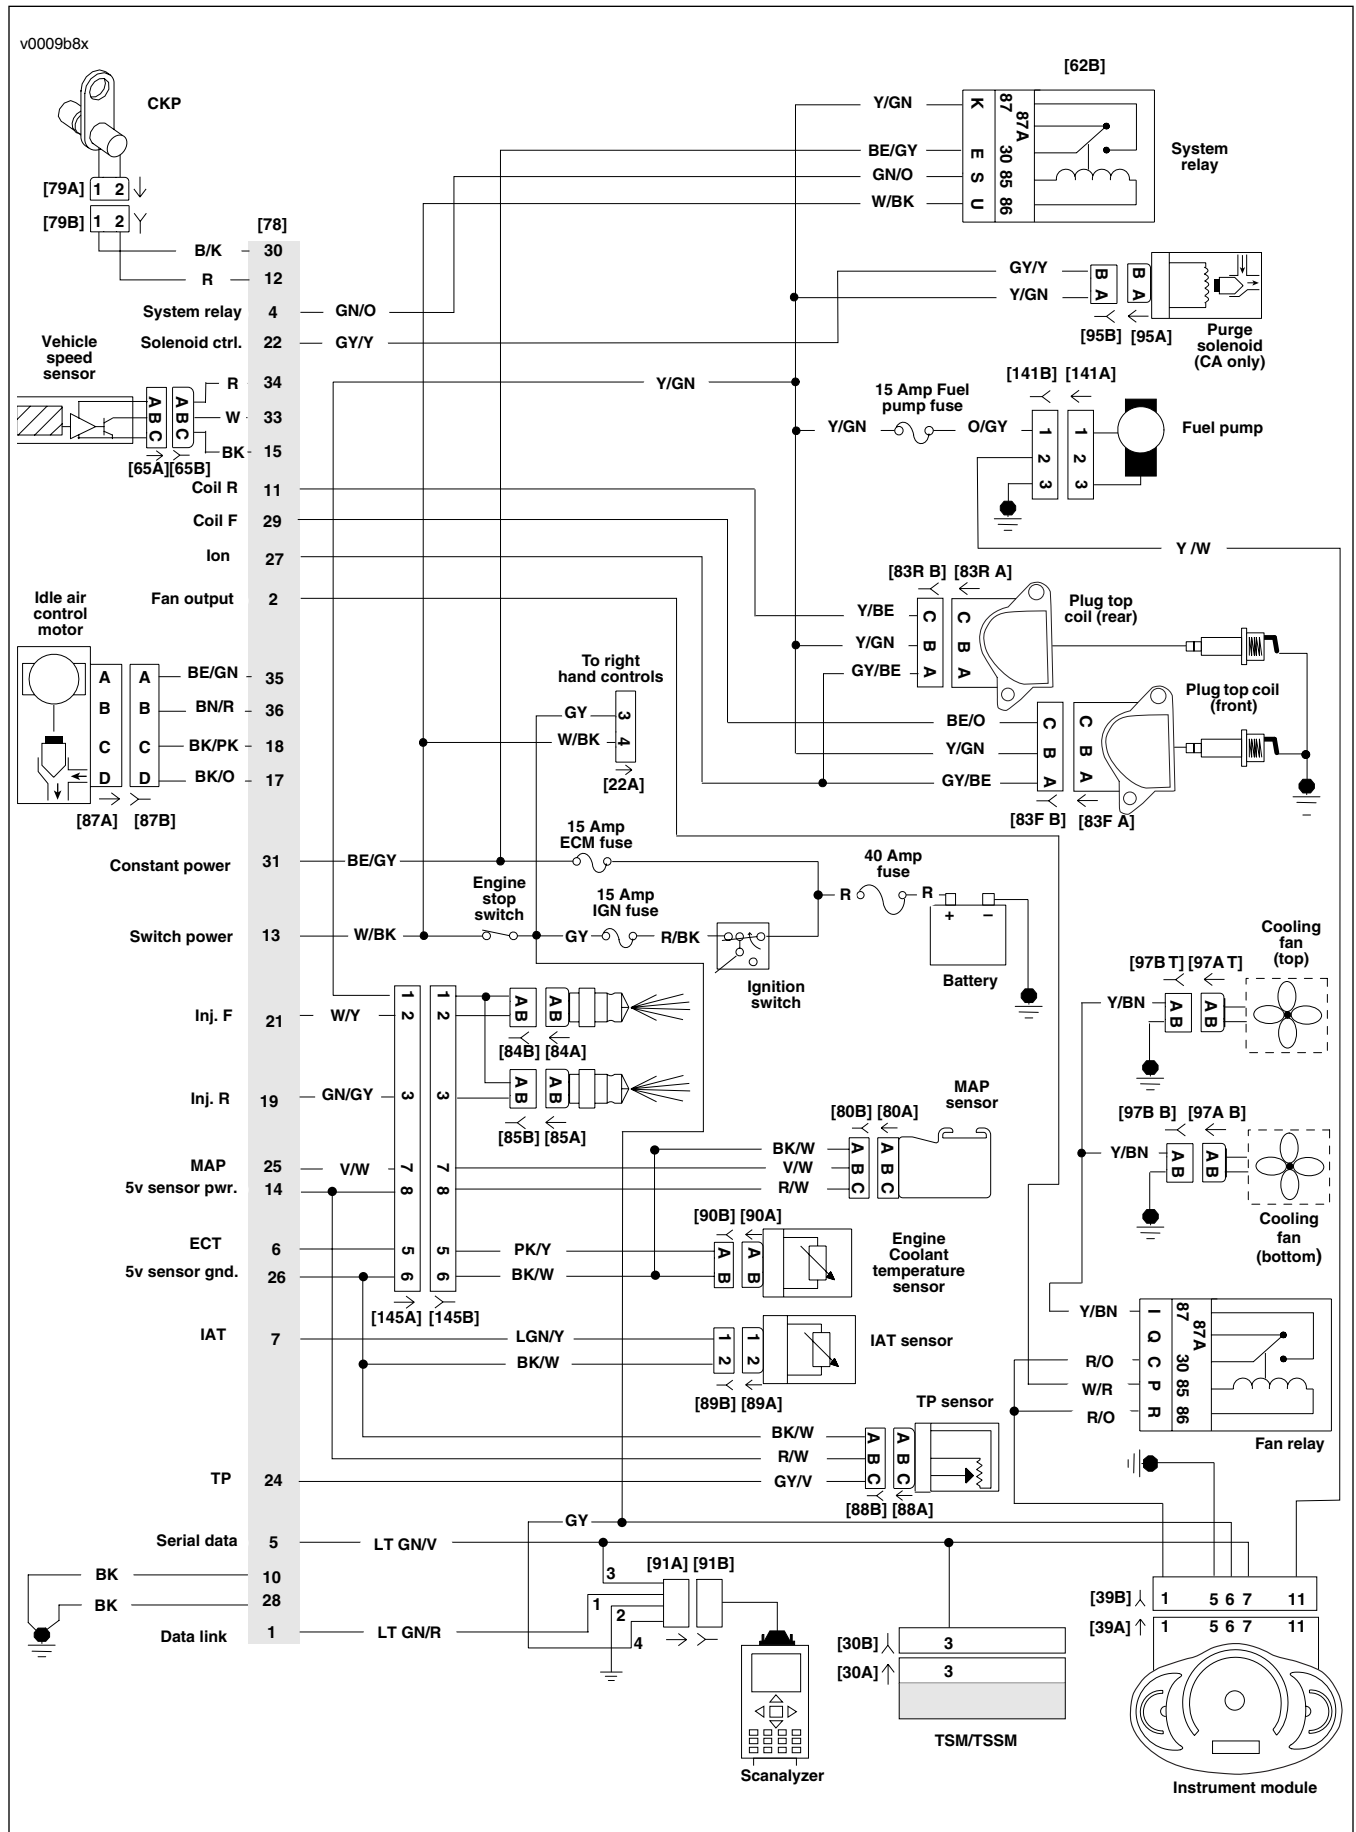 v0009b8x
CKP
[79A] 1 2
[79B] 1 2
[78]
B/K 30
R 12
System relay 4 GN/O
Solenoid ctrl. 22 GY/Y
Vehicle
speed
sensor
A B C
A B C
[65A][65B]
R 34
W 33
BK 15
Coil R 11
Coil F 29
Ion 27
Fan output 2
Idle air
control
motor
A A BE/GN 35
B B BN/R 36
C C BK/PK 18
D D BK/O 17
[87A] [87B]
Constant power 31 BE/GY
Switch power 13 W/BK
Inj. F 21 W/Y
Inj. R 19 GN/GY
MAP 25 V/W
5v sensor pwr. 14
ECT 6
5v sensor gnd. 26
IAT 7
TP 24
Serial data 5 LT GN/V
BK 10
BK 28
Data link 1 LT GN/R
[62B]
Y/GN K 87
87A
BE/GY E 30
GN/O S 85
W/BK U 86
System
relay
GY/Y B B
Y/GN A A
[95B] [95A]
Purge
solenoid
(CA only)
Y/GN
15 Amp Fuel
pump fuse
Y/GN O/GY
[141B] [141A]
1 1
2 2
3 3
Fuel pump
Y /W
[83R B] [83R A]
Y/BE C C
Y/GN B B
GY/BE A A
Plug top
coil (rear)
Plug top coil
(front)
BE/O C C
Y/GN B B
GY/BE A A
[83F B] [83F A]
To right
hand controls
GY 3
W/BK 4
[22A]
15 Amp
ECM fuse
Engine
stop
switch
15 Amp
IGN fuse
GY R/BK
Ignition
switch
40 Amp
fuse
R R
+ −
Battery
1 1
2 2
3 3
7 7
8 8
5 5
6 6
[145A] [145B]
A A
B B
[84B] [84A]
A A
B B
[85B] [85A]
MAP
sensor
[80B] [80A]
BK/W A A
V/W B B
R/W C C
[90B] [90A]
PK/Y A A
BK/W B B
Engine
Coolant
temperature
sensor
LGN/Y 1 1
BK/W 2 2
[89B] [89A]
IAT sensor
TP sensor
BK/W A A
R/W B B
GY/V C C
[88B] [88A]
Cooling
fan
(top)
[97B T] [97A T]
Y/BN A A
B B
[97B B] [97A B]
Y/BN A A
B B
Cooling
fan
(bottom)
Y/BN I 87
Q 87A
R/O C 30
W/R P 85
R/O R 86
Fan relay
GY
[91A] [91B]
3
1
2
4
Scanalyzer
[30B] 3
[30A] 3
TSM/TSSM
[39B] 1 5 6 7 11
[39A] 1 5 6 7 11
Instrument module